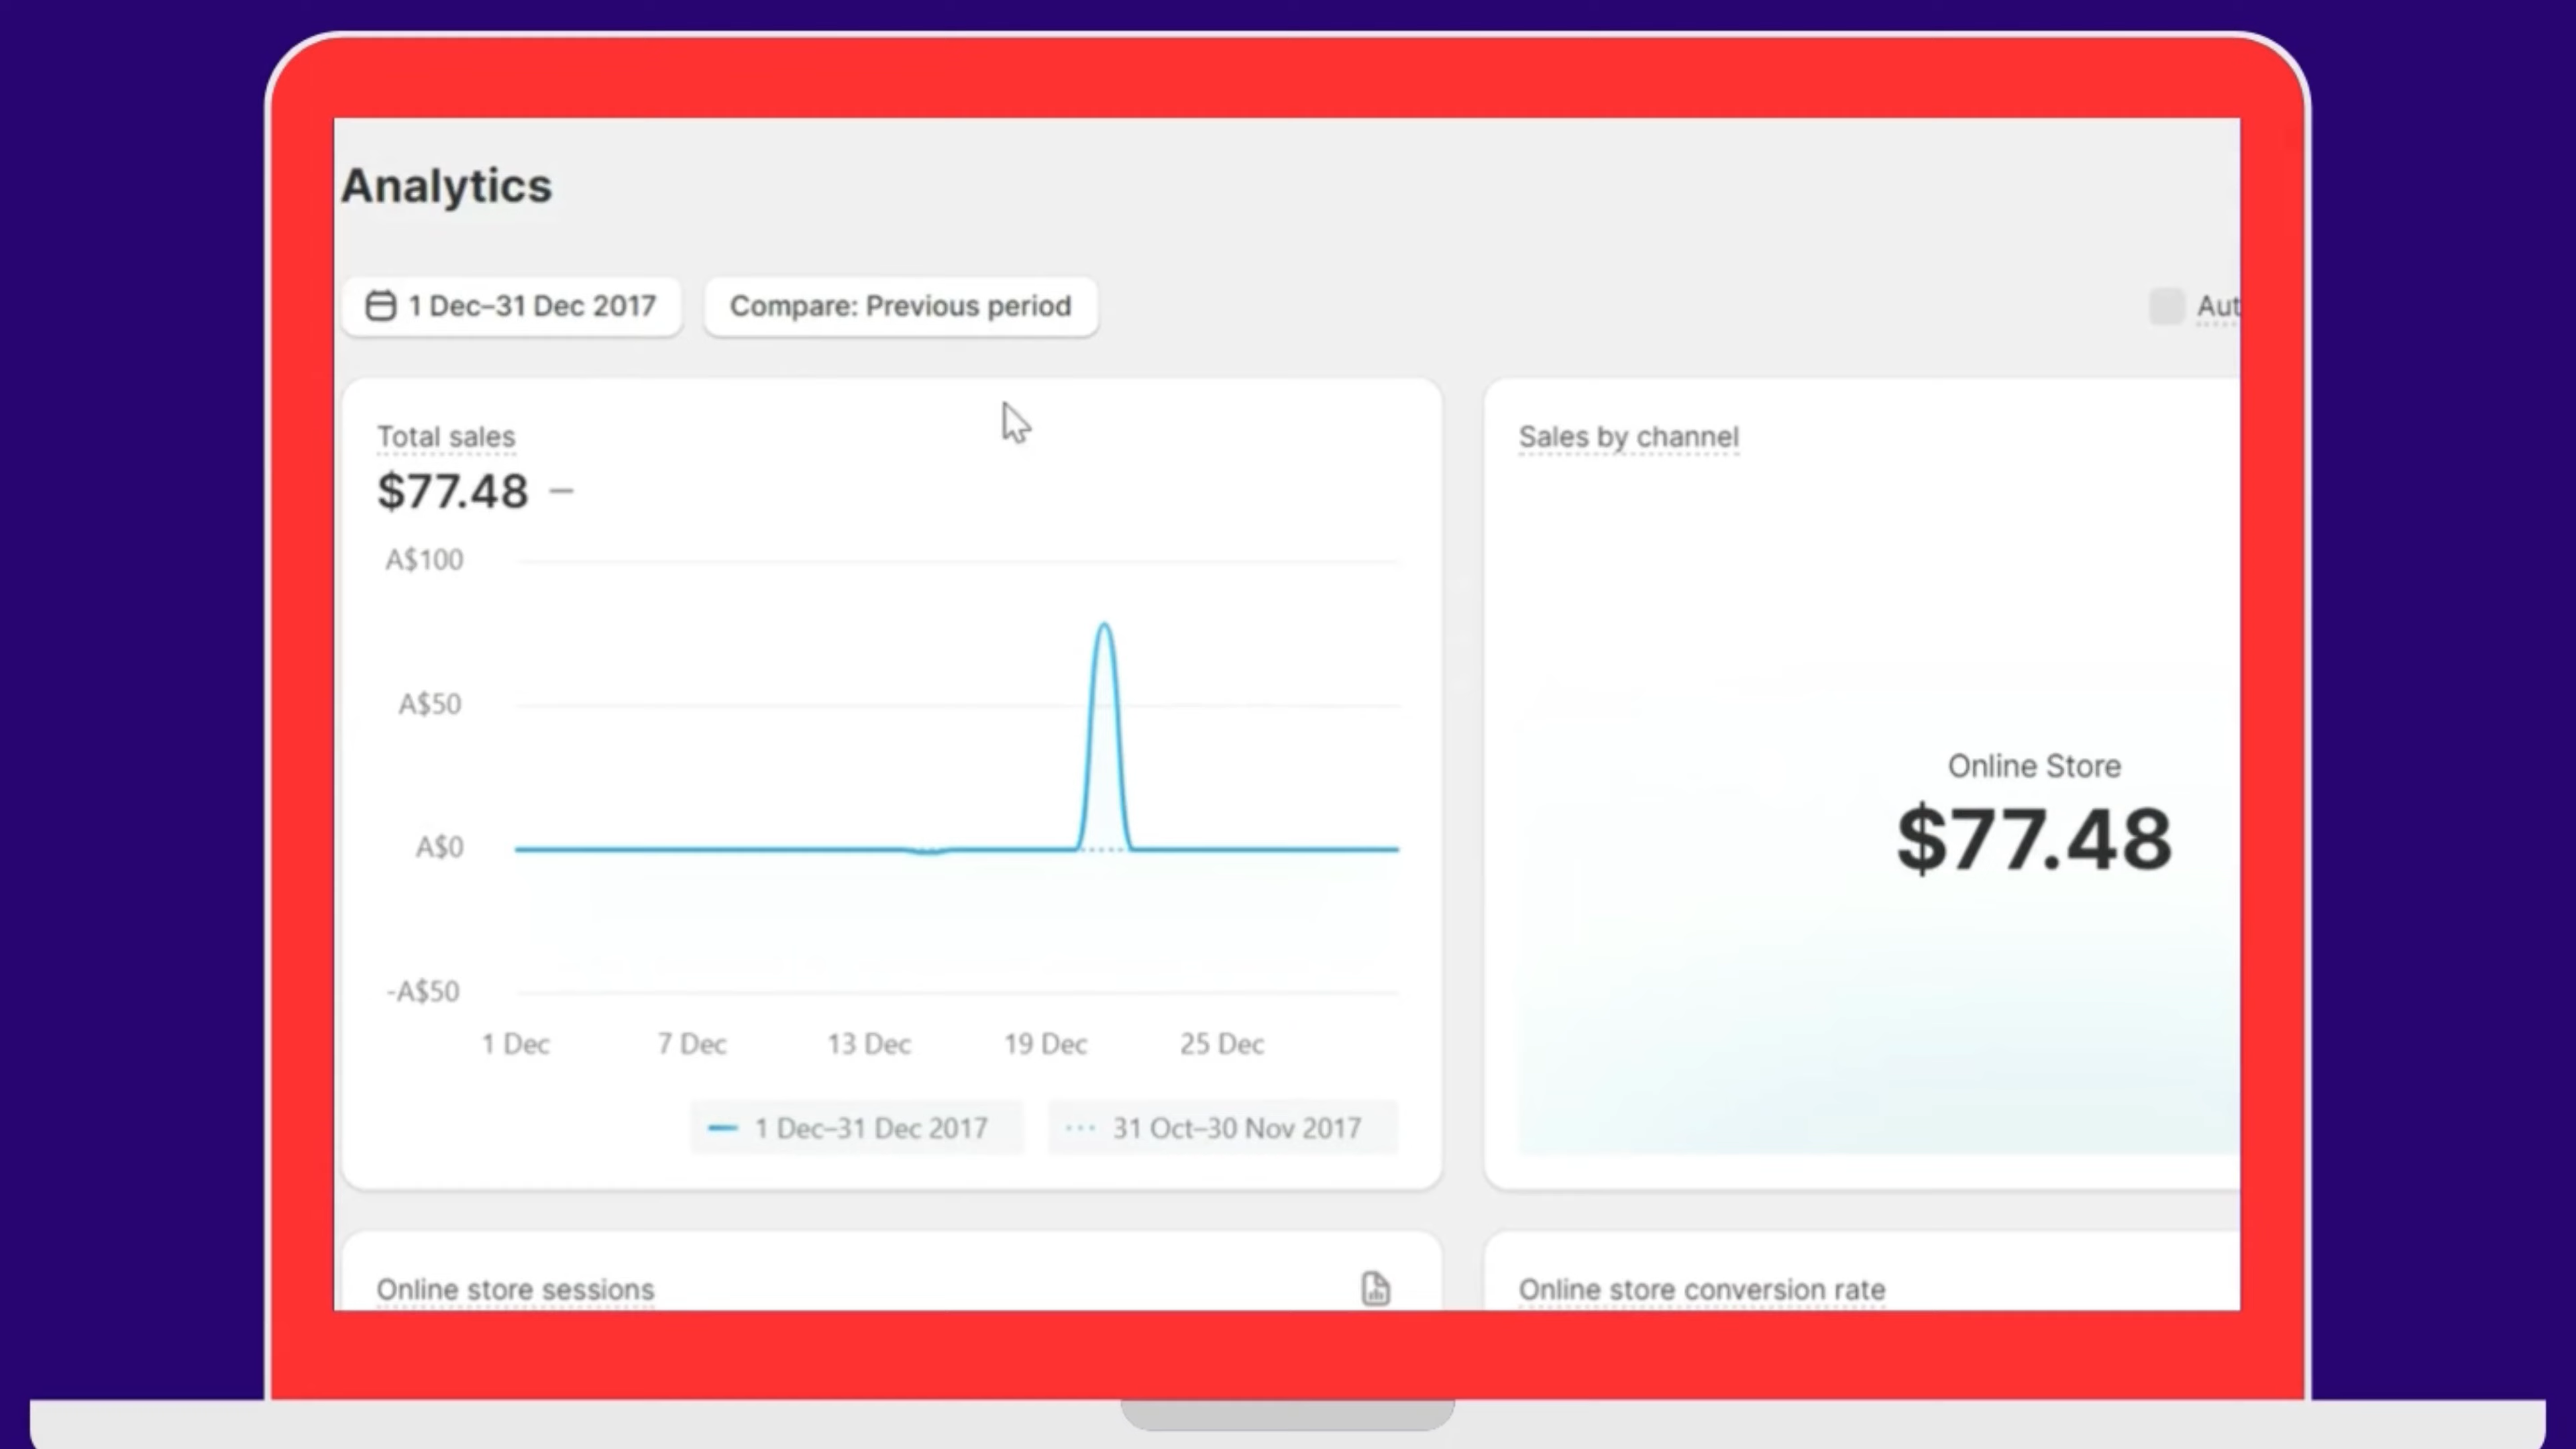 Analytics
1 Dec–31 Dec 2017
Compare: Previous period
Aut
Total sales
$77.48 –
A$100
A$50
A$0
-A$50
1 Dec 7 Dec 13 Dec 19 Dec 25 Dec
1 Dec–31 Dec 2017
31 Oct–30 Nov 2017
Sales by channel
Online Store
$77.48
Online store sessions
Online store conversion rate